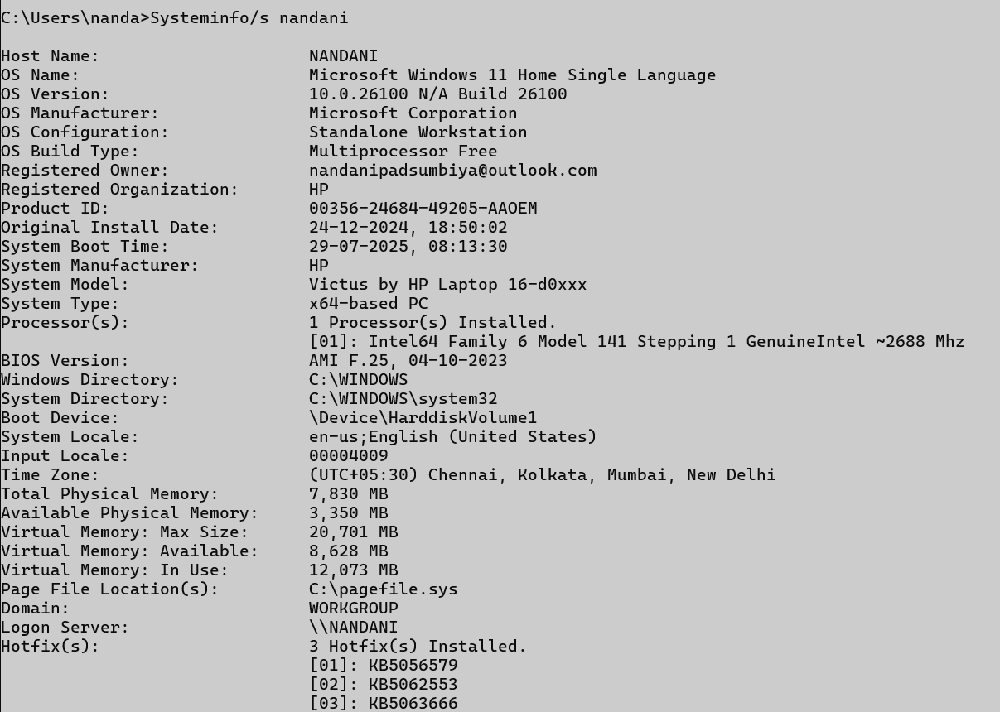 C:\Users\nanda>Systeminfo/s nandani
Host Name: NANDANI
OS Name: Microsoft Windows 11 Home Single Language
OS Version: 10.0.26100 N/A Build 26100
OS Manufacturer: Microsoft Corporation
OS Configuration: Standalone Workstation
OS Build Type: Multiprocessor Free
Registered Owner: nandanipadsumbiya@outlook.com
Registered Organization: HP
Product ID: 00356-24684-49205-AAOEM
Original Install Date: 24-12-2024, 18:50:02
System Boot Time: 29-07-2025, 08:13:30
System Manufacturer: HP
System Model: Victus by HP Laptop 16-d0xxx
System Type: x64-based PC
Processor(s): 1 Processor(s) Installed.
[01]: Intel64 Family 6 Model 141 Stepping 1 GenuineIntel ~2688 Mhz
BIOS Version: AMI F.25, 04-10-2023
Windows Directory: C:\WINDOWS
System Directory: C:\WINDOWS\system32
Boot Device: \Device\HarddiskVolume1
System Locale: en-us;English (United States)
Input Locale: 00004009
Time Zone: (UTC+05:30) Chennai, Kolkata, Mumbai, New Delhi
Total Physical Memory: 7,830 MB
Available Physical Memory: 3,350 MB
Virtual Memory: Max Size: 20,701 MB
Virtual Memory: Available: 8,628 MB
Virtual Memory: In Use: 12,073 MB
Page File Location(s): C:\pagefile.sys
Domain: WORKGROUP
Logon Server: \\NANDANI
Hotfix(s): 3 Hotfix(s) Installed.
[01]: KB5056579
[02]: KB5062553
[03]: KB5063666